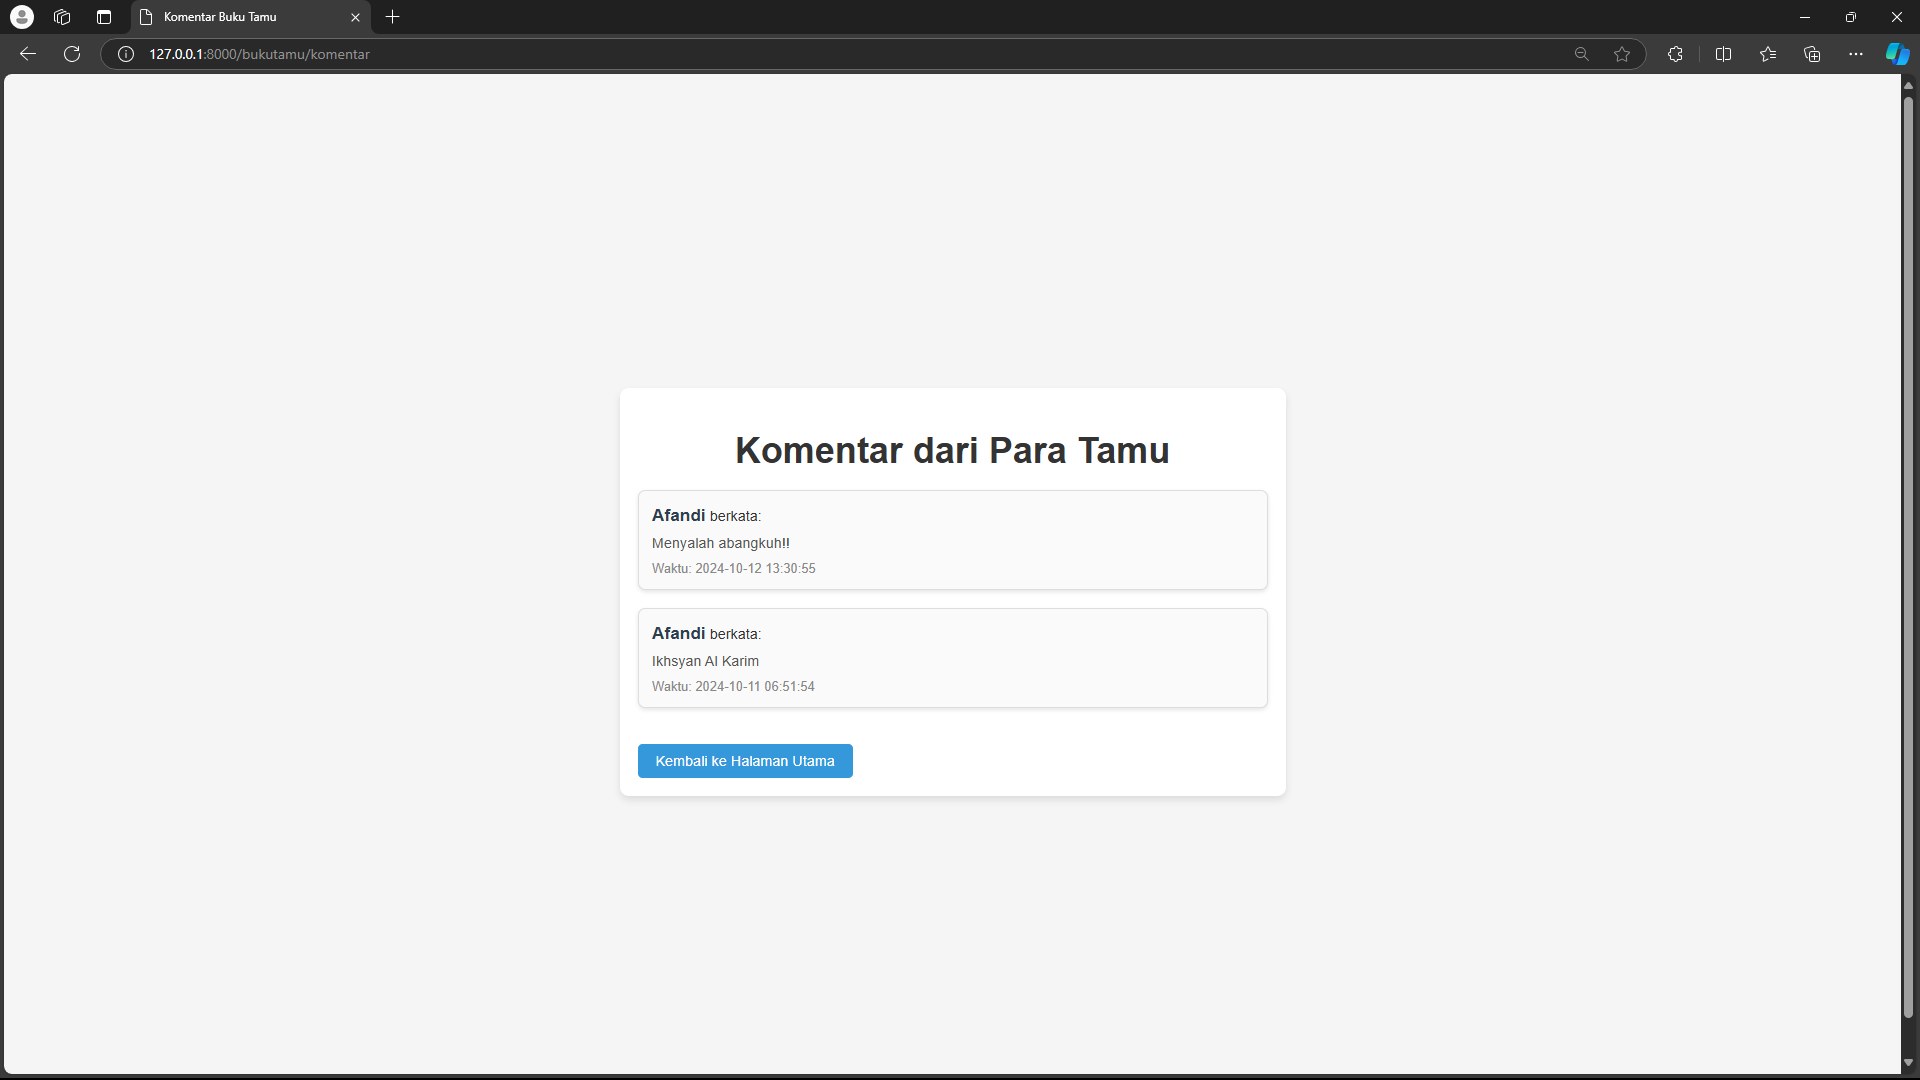 Komentar Buku Tamu
127.0.0.1:8000/bukutamu/komentar
Komentar dari Para Tamu
Afandi berkata:
Menyalah abangkuh!!
Waktu: 2024-10-12 13:30:55
Afandi berkata:
Ikhsyan Al Karim
Waktu: 2024-10-11 06:51:54
Kembali ke Halaman Utama